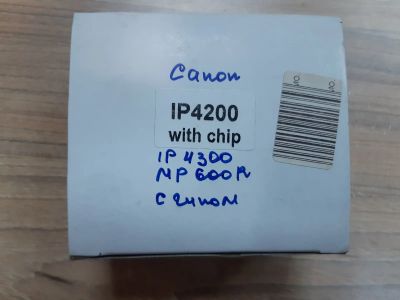 Canon
IP4200
with chip
IP 4300
MP 600R
с чипом